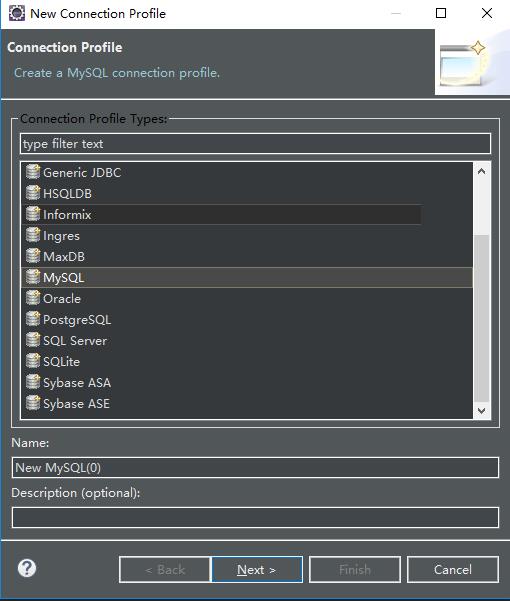 New Connection Profile
Connection Profile
Create a MySQL connection profile.
Connection Profile Types:
type filter text
Generic JDBC
HSQLDB
Informix
Ingres
MaxDB
MySQL
Oracle
PostgreSQL
SQL Server
SQLite
Sybase ASA
Sybase ASE
Name:
New MySQL(0)
Description (optional):
? < Back Next > Finish Cancel